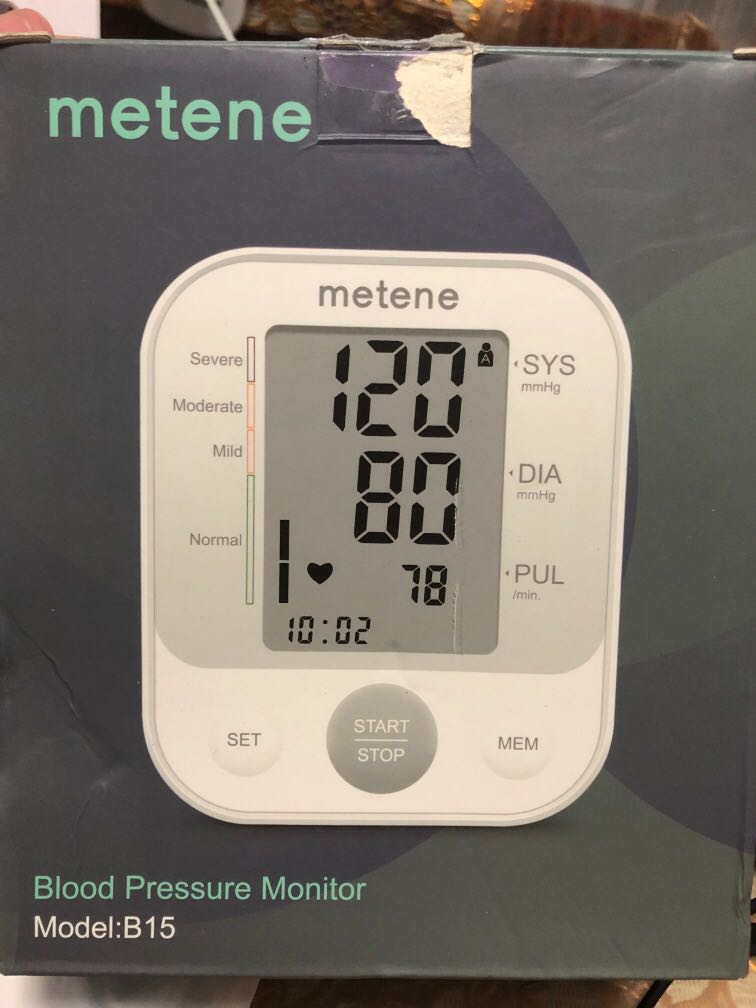 metene
metene
Severe
Moderate
Mild
Normal
120
A
SYS
mmHg
80
DIA
mmHg
78
PUL
/min.
10:02
SET
START
STOP
MEM
Blood Pressure Monitor
Model:B15